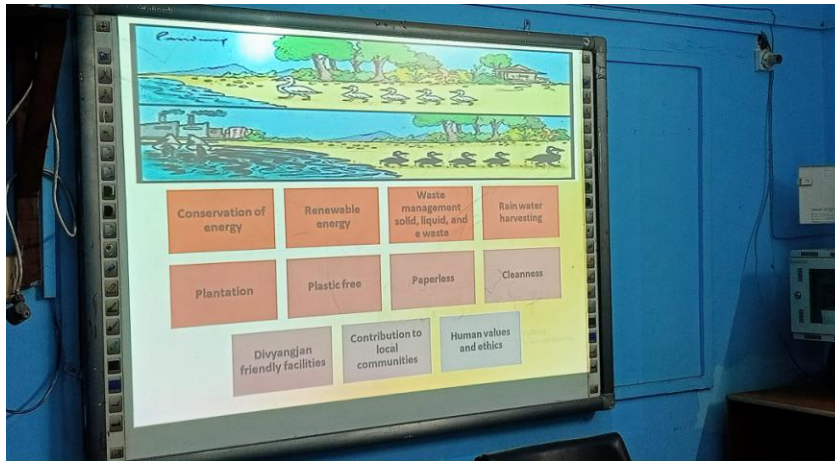 Conservation of
energy
Renewable
energy
Waste
management
solid, liquid, and
e waste
Rain water
harvesting
Plantation
Plastic free
Paperless
Cleanness
Divyangjan
friendly facilities
Contribution to
local
communities
Human values
and ethics